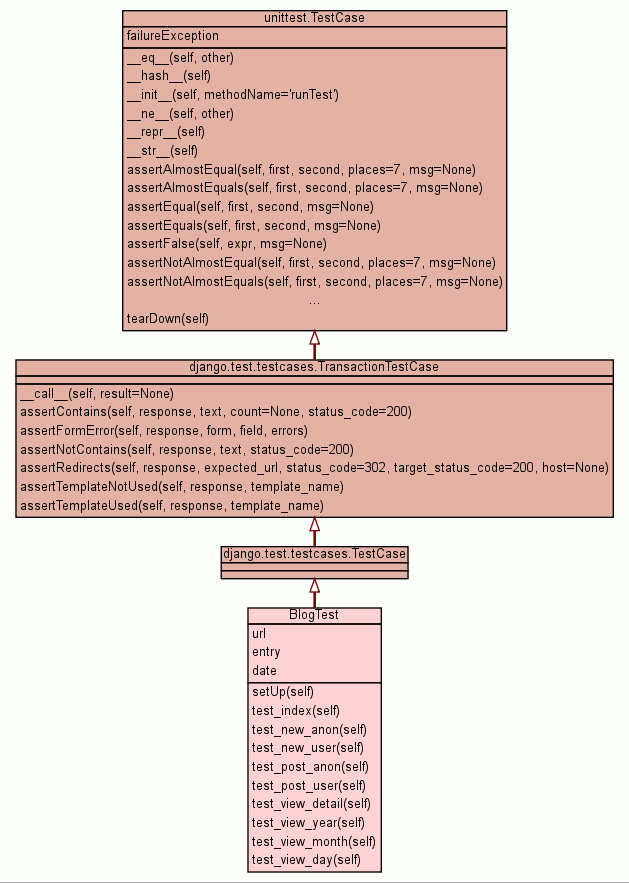 unittest.TestCase
failureException
__eq__(self, other)
__hash__(self)
__init__(self, methodName='runTest')
__ne__(self, other)
__repr__(self)
__str__(self)
assertAlmostEqual(self, first, second, places=7, msg=None)
assertAlmostEquals(self, first, second, places=7, msg=None)
assertEqual(self, first, second, msg=None)
assertEquals(self, first, second, msg=None)
assertFalse(self, expr, msg=None)
assertNotAlmostEqual(self, first, second, places=7, msg=None)
assertNotAlmostEquals(self, first, second, places=7, msg=None)
...
tearDown(self)
django.test.testcases.TransactionTestCase
__call__(self, result=None)
assertContains(self, response, text, count=None, status_code=200)
assertFormError(self, response, form, field, errors)
assertNotContains(self, response, text, status_code=200)
assertRedirects(self, response, expected_url, status_code=302, target_status_code=200, host=None)
assertTemplateNotUsed(self, response, template_name)
assertTemplateUsed(self, response, template_name)
django.test.testcases.TestCase
BlogTest
url
entry
date
setUp(self)
test_index(self)
test_new_anon(self)
test_new_user(self)
test_post_anon(self)
test_post_user(self)
test_view_detail(self)
test_view_year(self)
test_view_month(self)
test_view_day(self)